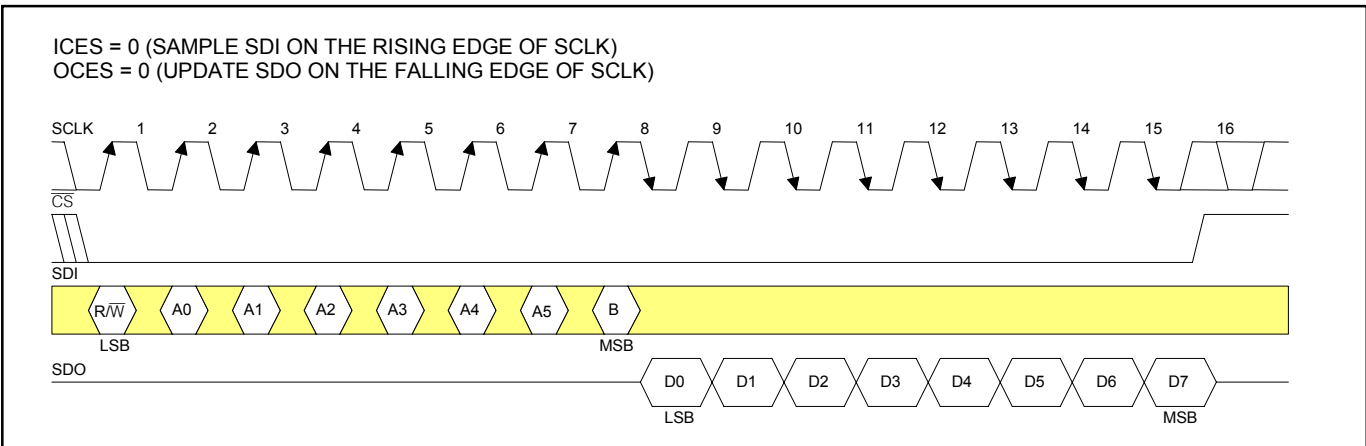 ICES = 0 (SAMPLE SDI ON THE RISING EDGE OF SCLK)
OCES = 0 (UPDATE SDO ON THE FALLING EDGE OF SCLK)
SCLK 1 2 3 4 5 6 7 8 9 10 11 12 13 14 15 16
C̅S̅
SDI
R/W̅ A0 A1 A2 A3 A4 A5 B
LSB MSB
SDO
D0 D1 D2 D3 D4 D5 D6 D7
LSB MSB